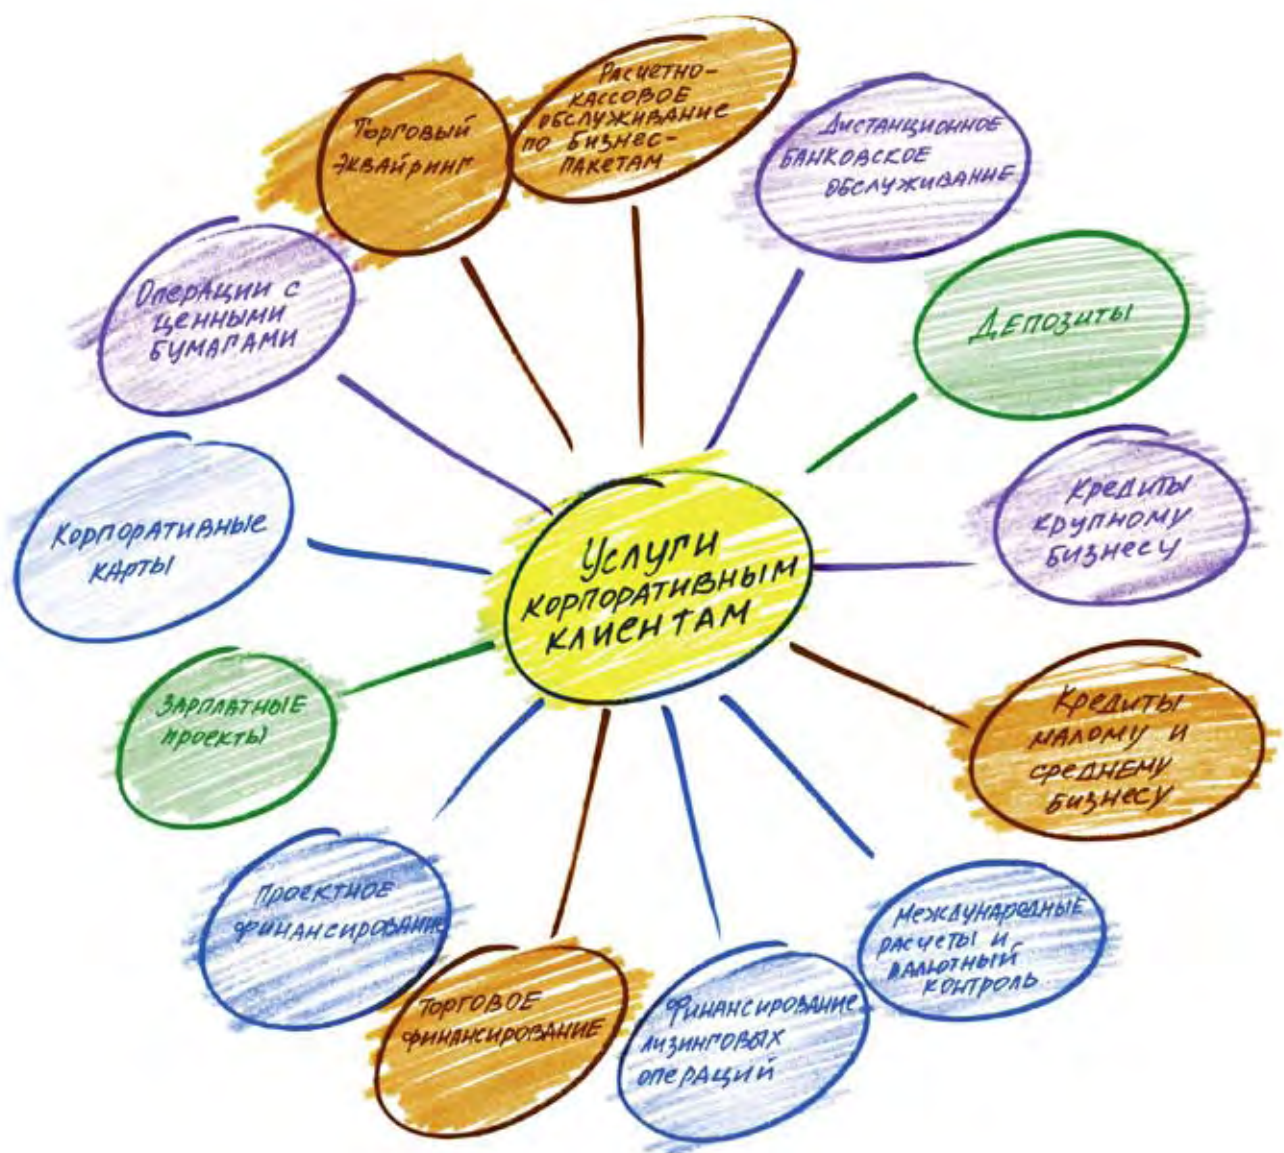 Расчетно-
кассовое
обслуживание
по бизнес-
пакетам
Дистанционное
банковское
обслуживание
Депозиты
Кредиты
крупному
бизнесу
Кредиты
малому и
среднему
бизнесу
Международные
расчеты и
валютный
контроль
Финансирование
лизинговых
операций
Торговое
финансирование
Проектное
финансирование
Зарплатные
проекты
Корпоративные
карты
Операции с
ценными
бумагами
Торговый
эквайринг
Услуги
корпоративным
клиентам